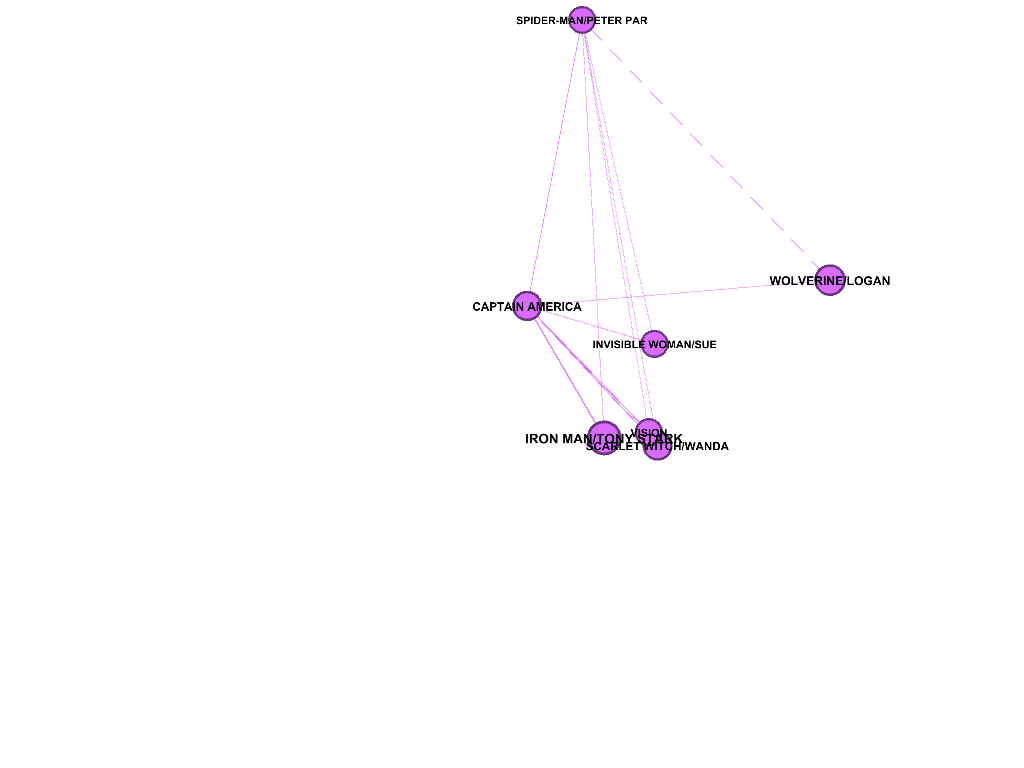 SPIDER-MAN/PETER PAR
WOLVERINE/LOGAN
CAPTAIN AMERICA
INVISIBLE WOMAN/SUE
VISION
IRON MAN/TONY STARK
SCARLET WITCH/WANDA